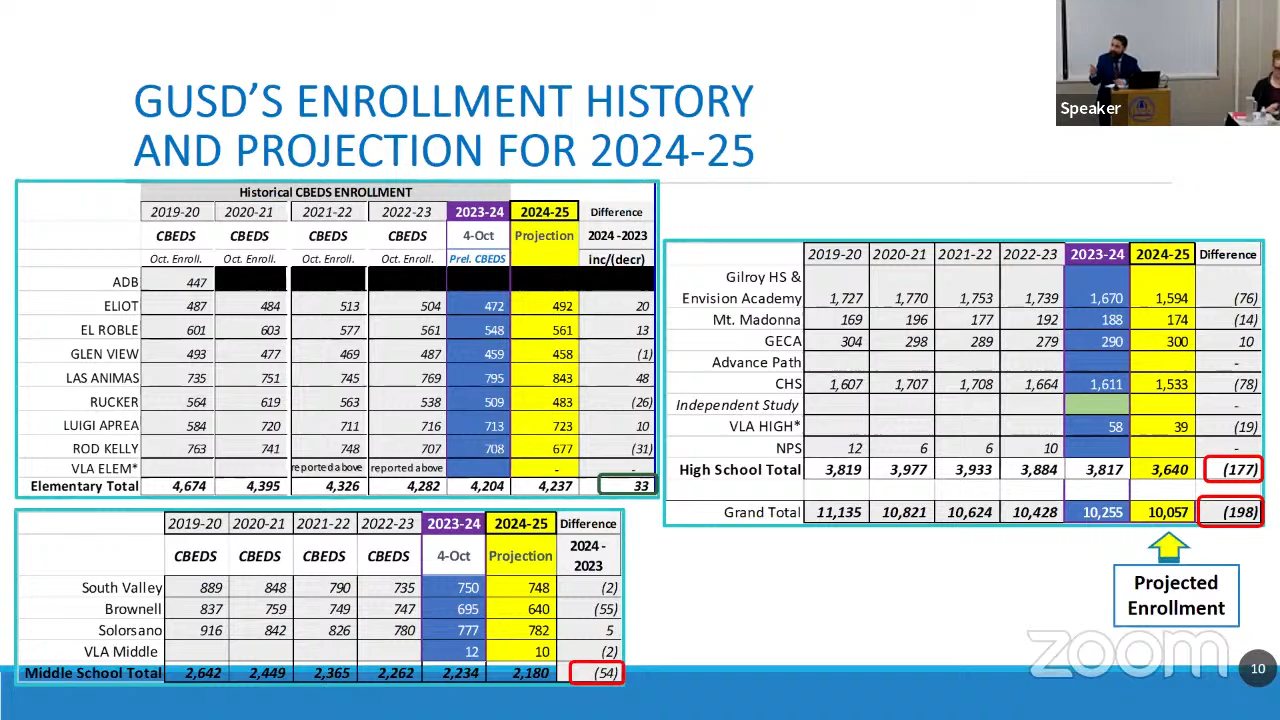 Speaker
GUSD’S ENROLLMENT HISTORY
AND PROJECTION FOR 2024-25
Historical CBEDS ENROLLMENT
2019-20 2020-21 2021-22 2022-23 2023-24 2024-25 Difference
CBEDS CBEDS CBEDS CBEDS 4-Oct Projection 2024 -2023
Oct. Enroll. Oct. Enroll. Oct. Enroll. Oct. Enroll. Prel. CBEDS inc/(decr)
ADB 447
ELIOT 487 484 513 504 472 492 20
EL ROBLE 601 603 577 561 548 561 13
GLEN VIEW 493 477 469 487 459 458 (1)
LAS ANIMAS 735 751 745 769 795 843 48
RUCKER 564 619 563 538 509 483 (26)
LUIGI APREA 584 720 711 716 713 723 10
ROD KELLY 763 741 748 707 708 677 (31)
VLA ELEM* reported above reported above - -
Elementary Total 4,674 4,395 4,326 4,282 4,204 4,237 33
2019-20 2020-21 2021-22 2022-23 2023-24 2024-25 Difference
CBEDS CBEDS CBEDS CBEDS 4-Oct Projection 2024 -
2023
South Valley 889 848 790 735 750 748 (2)
Brownell 837 759 749 747 695 640 (55)
Solorsano 916 842 826 780 777 782 5
VLA Middle 12 10 (2)
Middle School Total 2,642 2,449 2,365 2,262 2,234 2,180 (54)
2019-20 2020-21 2021-22 2022-23 2023-24 2024-25 Difference
Gilroy HS &
Envision Academy 1,727 1,770 1,753 1,739 1,670 1,594 (76)
Mt. Madonna 169 196 177 192 188 174 (14)
GECA 304 298 289 279 290 300 10
Advance Path -
CHS 1,607 1,707 1,708 1,664 1,611 1,533 (78)
Independent Study -
VLA HIGH* 58 39 (19)
NPS 12 6 6 10 -
High School Total 3,819 3,977 3,933 3,884 3,817 3,640 (177)
Grand Total 11,135 10,821 10,624 10,428 10,255 10,057 (198)
Projected
Enrollment
zoom
10